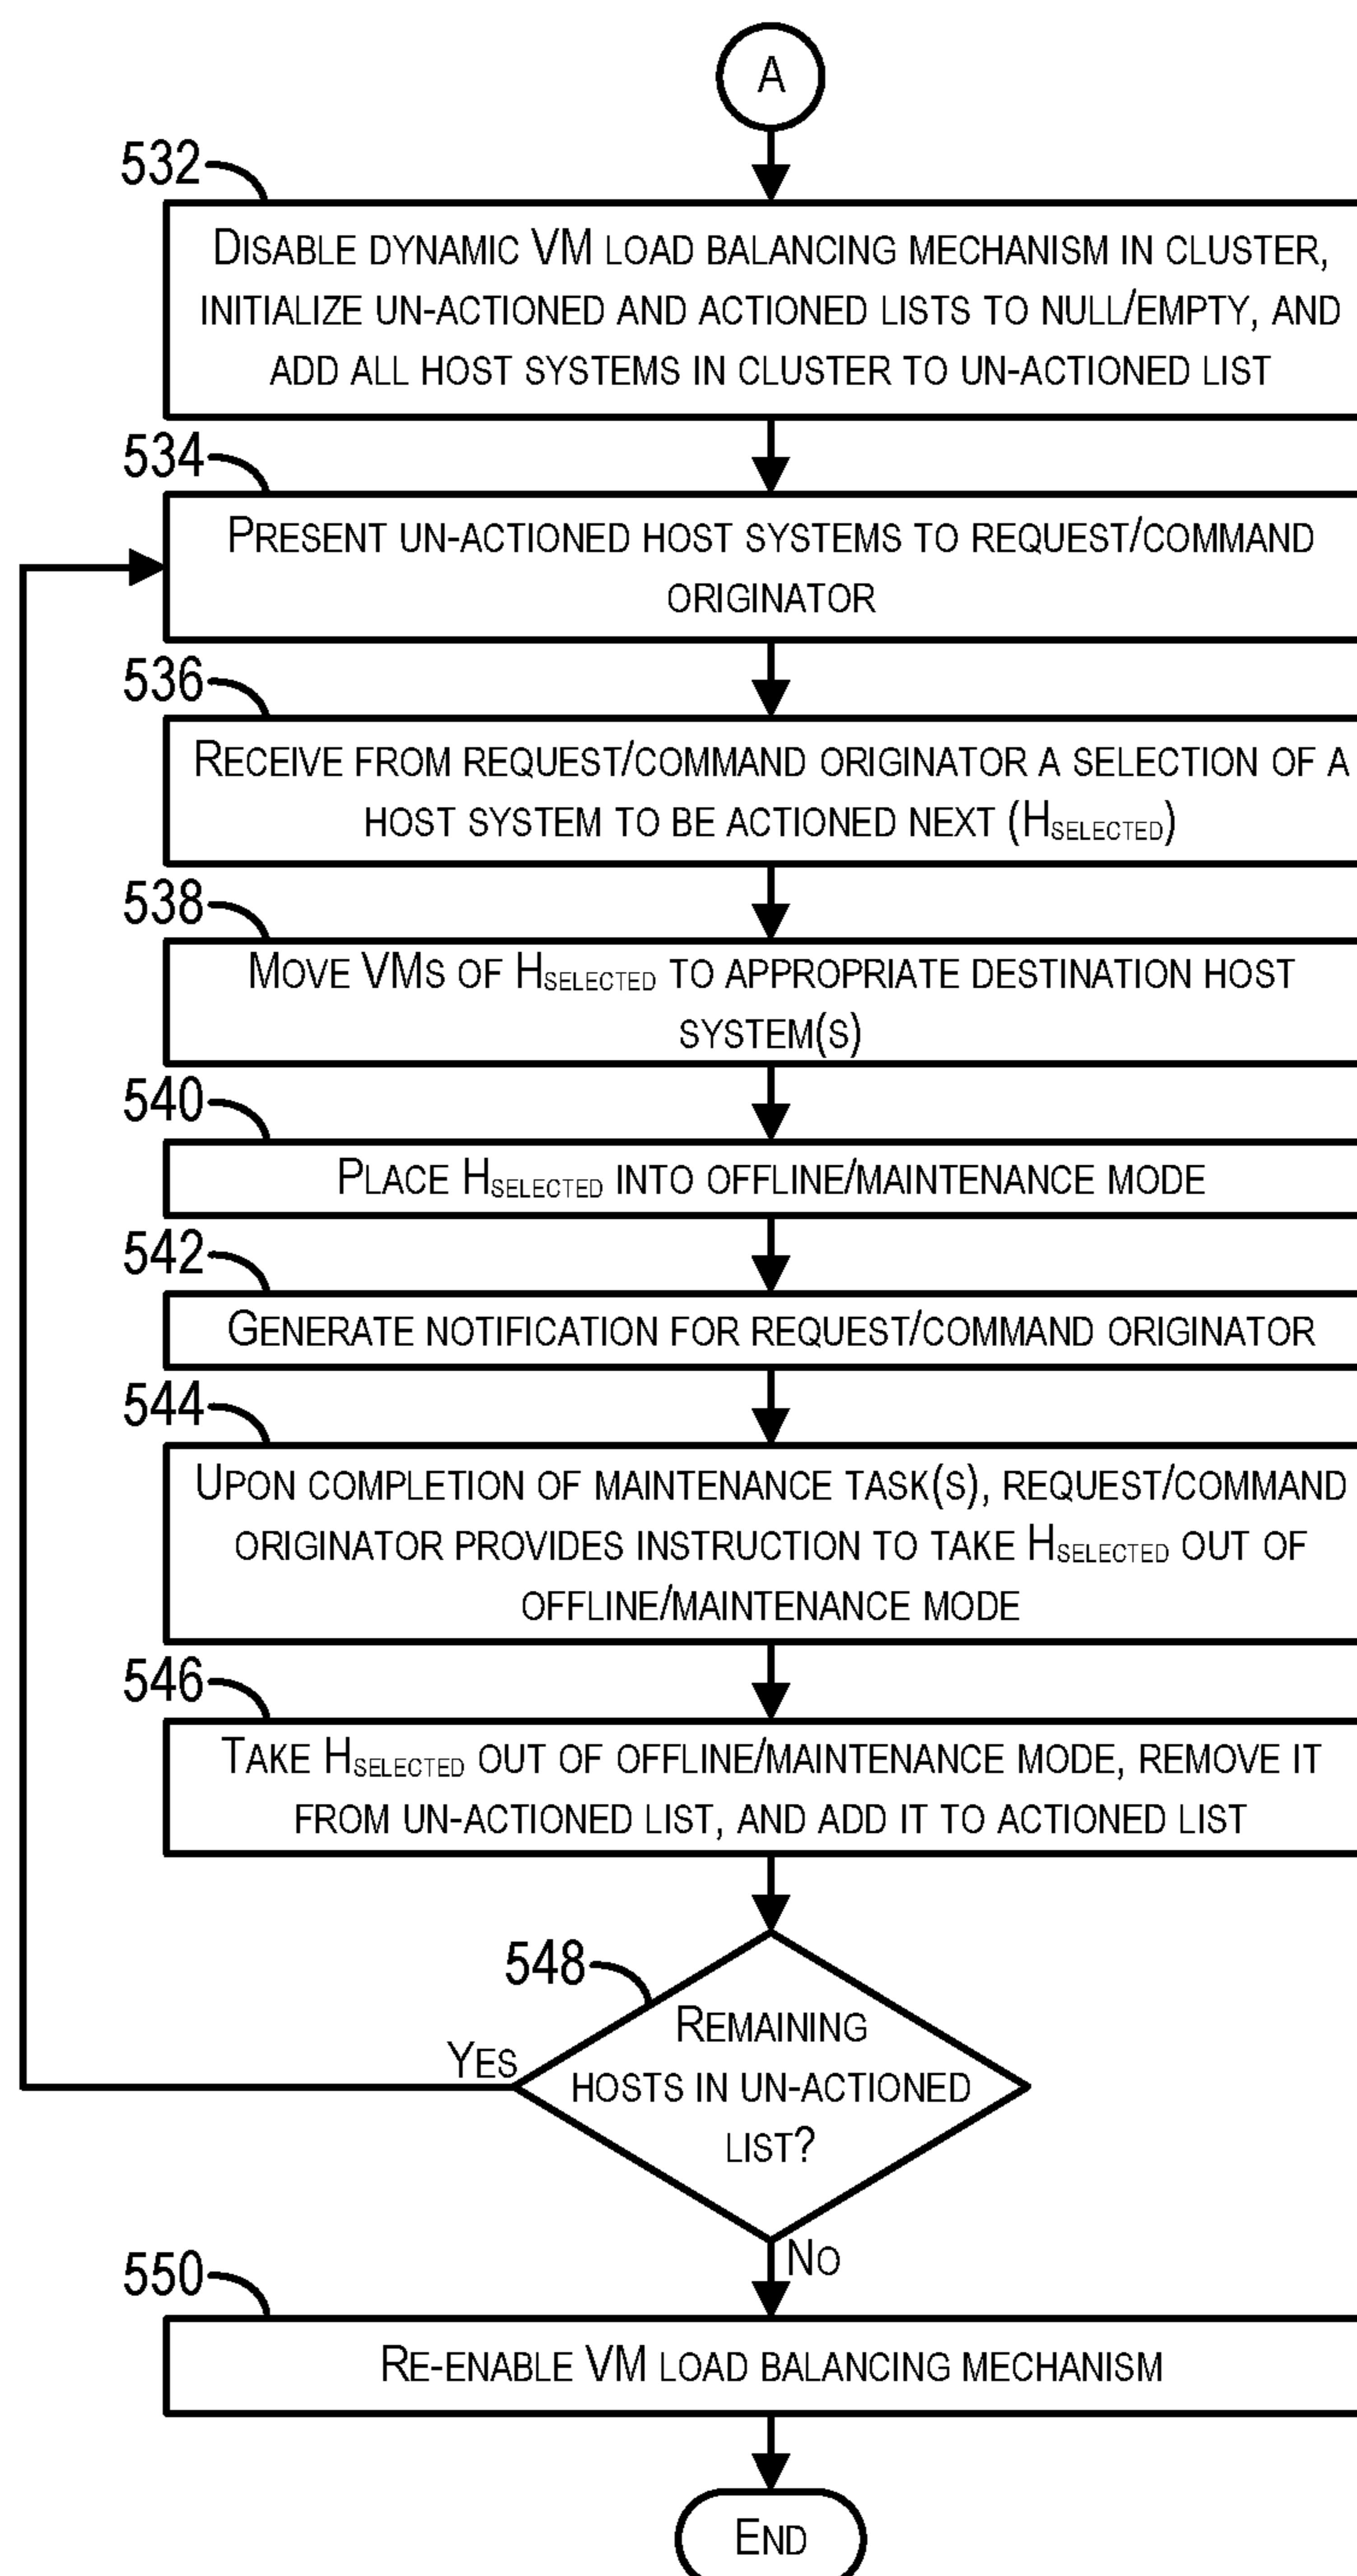 A
532
DISABLE DYNAMIC VM LOAD BALANCING MECHANISM IN CLUSTER,
INITIALIZE UN-ACTIONED AND ACTIONED LISTS TO NULL/EMPTY, AND
ADD ALL HOST SYSTEMS IN CLUSTER TO UN-ACTIONED LIST
534
PRESENT UN-ACTIONED HOST SYSTEMS TO REQUEST/COMMAND
ORIGINATOR
536
RECEIVE FROM REQUEST/COMMAND ORIGINATOR A SELECTION OF A
HOST SYSTEM TO BE ACTIONED NEXT (HSELECTED)
538
MOVE VMS OF HSELECTED TO APPROPRIATE DESTINATION HOST
SYSTEM(S)
540
PLACE HSELECTED INTO OFFLINE/MAINTENANCE MODE
542
GENERATE NOTIFICATION FOR REQUEST/COMMAND ORIGINATOR
544
UPON COMPLETION OF MAINTENANCE TASK(S), REQUEST/COMMAND
ORIGINATOR PROVIDES INSTRUCTION TO TAKE HSELECTED OUT OF
OFFLINE/MAINTENANCE MODE
546
TAKE HSELECTED OUT OF OFFLINE/MAINTENANCE MODE, REMOVE IT
FROM UN-ACTIONED LIST, AND ADD IT TO ACTIONED LIST
548
REMAINING
HOSTS IN UN-ACTIONED
LIST?
YES
NO
550
RE-ENABLE VM LOAD BALANCING MECHANISM
END